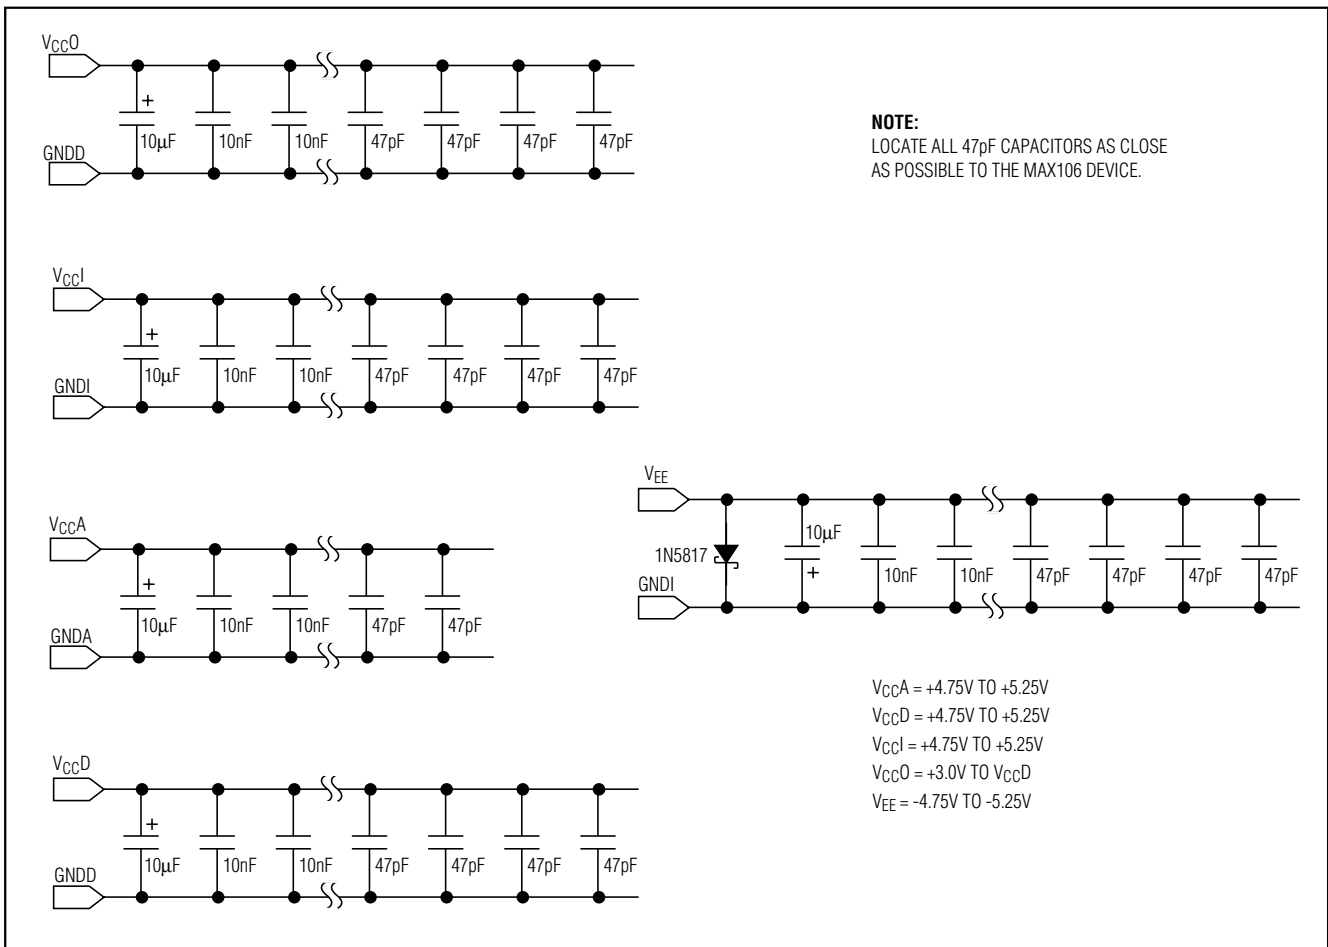 VCCO
+
10μF 10nF 10nF 47pF 47pF 47pF 47pF
GNDD
NOTE:
LOCATE ALL 47pF CAPACITORS AS CLOSE
AS POSSIBLE TO THE MAX106 DEVICE.
VCCI
+
10μF 10nF 10nF 47pF 47pF 47pF 47pF
GNDI
VCCA
+
10μF 10nF 10nF 47pF 47pF
GNDA
VEE
10μF
1N5817
+
10nF 10nF 47pF 47pF 47pF 47pF
GNDI
VCCD
+
10μF 10nF 10nF 47pF 47pF 47pF 47pF
GNDD
VCCA = +4.75V TO +5.25V
VCCD = +4.75V TO +5.25V
VCCI = +4.75V TO +5.25V
VCCO = +3.0V TO VCCD
VEE = -4.75V TO -5.25V